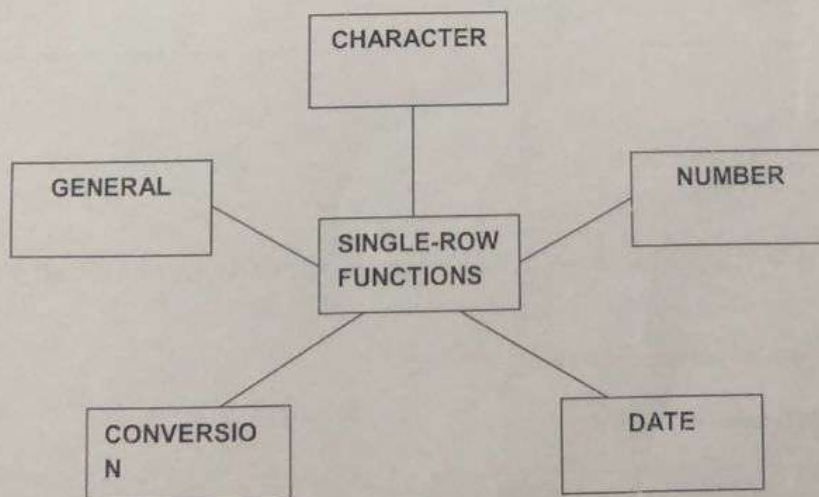 CHARACTER
GENERAL
NUMBER
SINGLE-ROW
FUNCTIONS
CONVERSIO
N
DATE